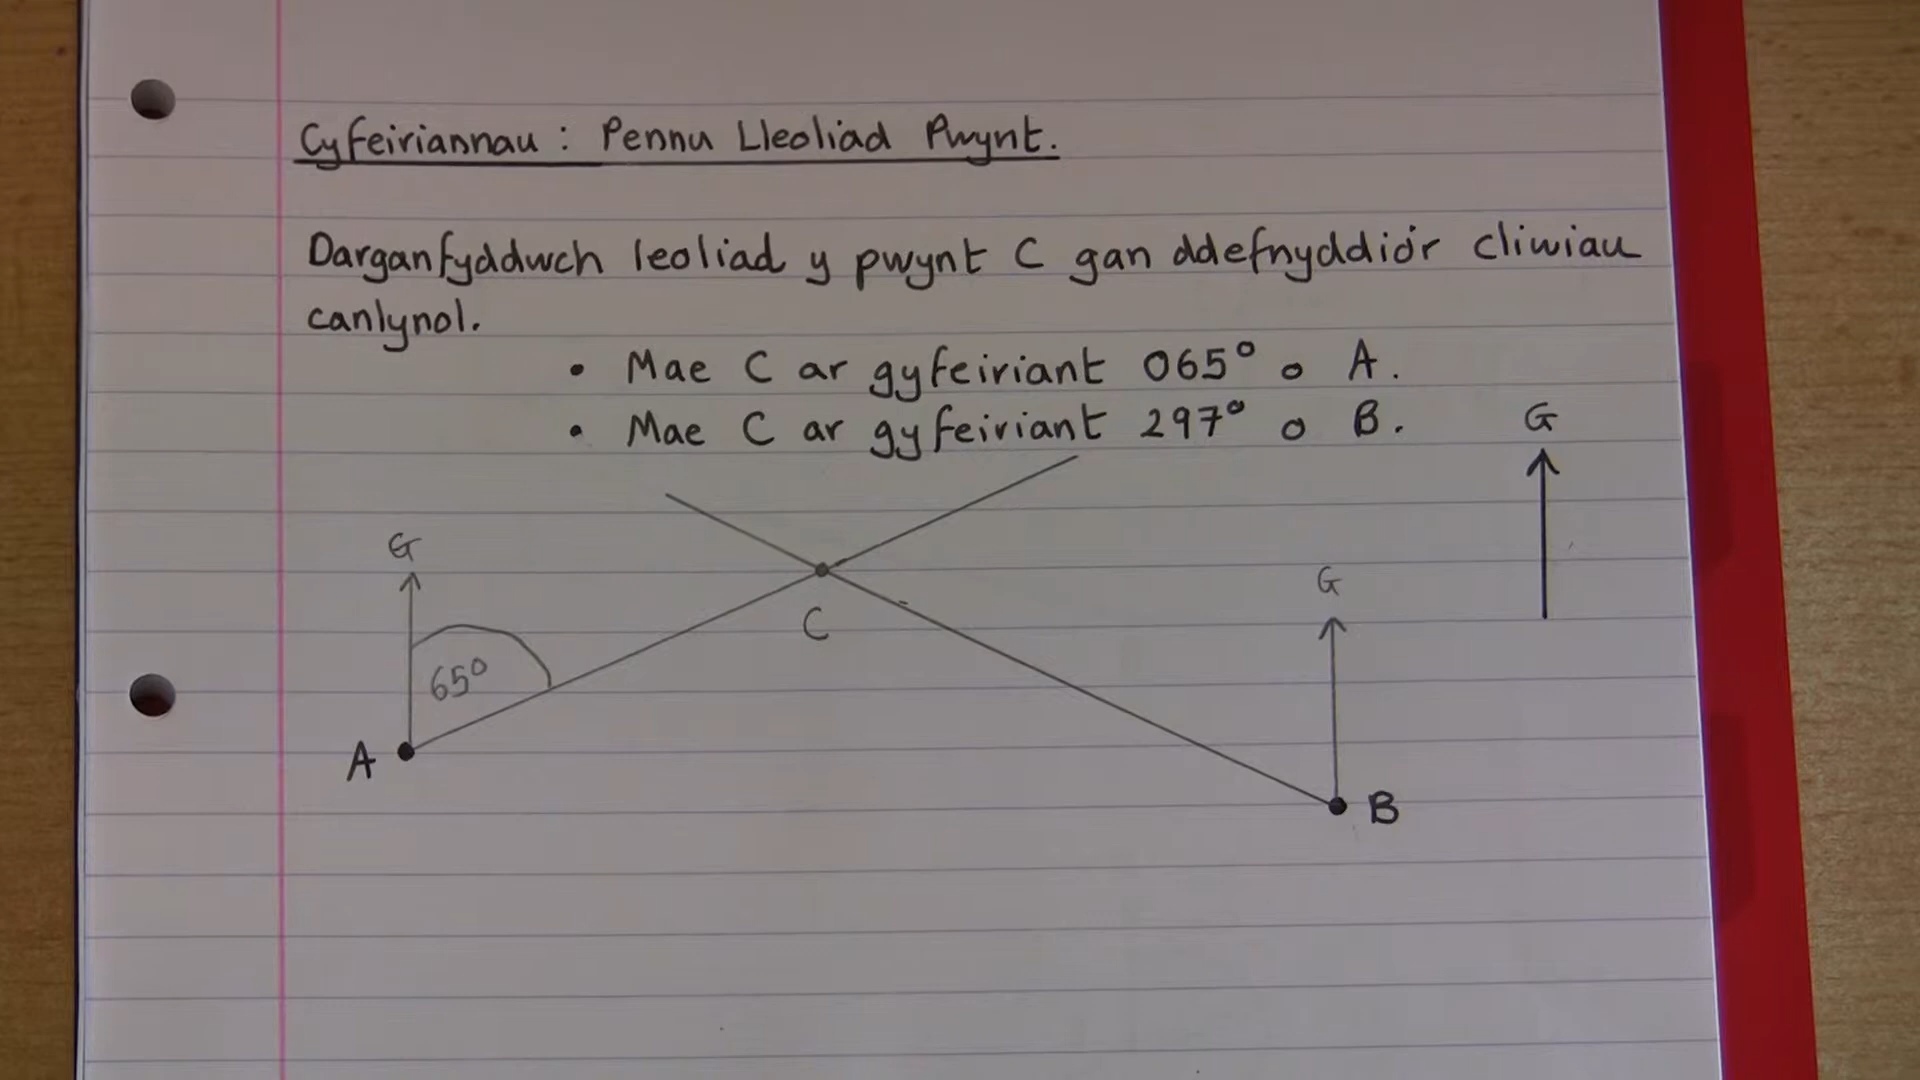 Cyfeiriannau : Pennu Lleoliad Pwynt.
Darganfyddwch leoliad y pwynt C gan ddefnyddio'r cliwiau
canlynol.
• Mae C ar gyfeiriant 065° o A.
• Mae C ar gyfeiriant 297° o B.
G
G
G
C
65°
A
B